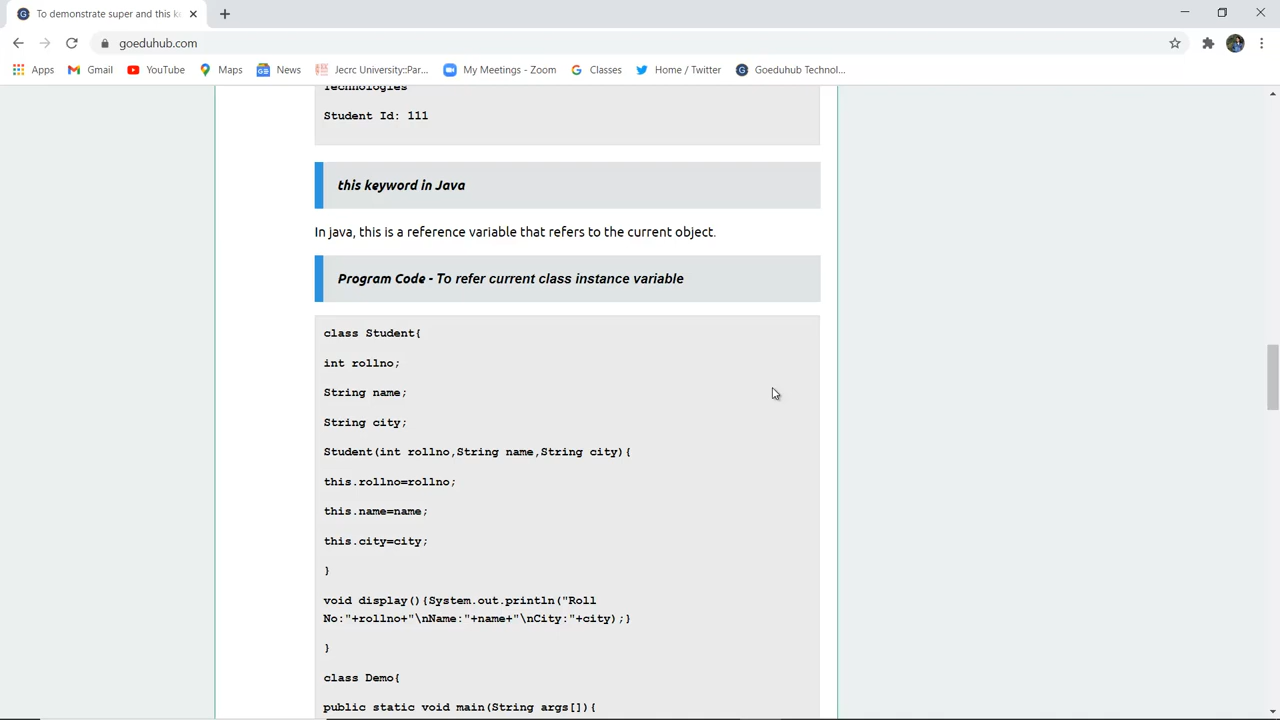 To demonstrate super and this k
goeduhub.com
Apps Gmail YouTube Maps News Jecrc University::Par... My Meetings - Zoom Classes Home / Twitter Goeduhub Technol...
Technologies
Student Id: 111
this keyword in Java
In java, this is a reference variable that refers to the current object.
Program Code - To refer current class instance variable
class Student{
int rollno;
String name;
String city;
Student(int rollno,String name,String city){
this.rollno=rollno;
this.name=name;
this.city=city;
}
void display(){System.out.println("Roll
No:"+rollno+"\nName:"+name+"\nCity:"+city);}
}
class Demo{
public static void main(String args[]){